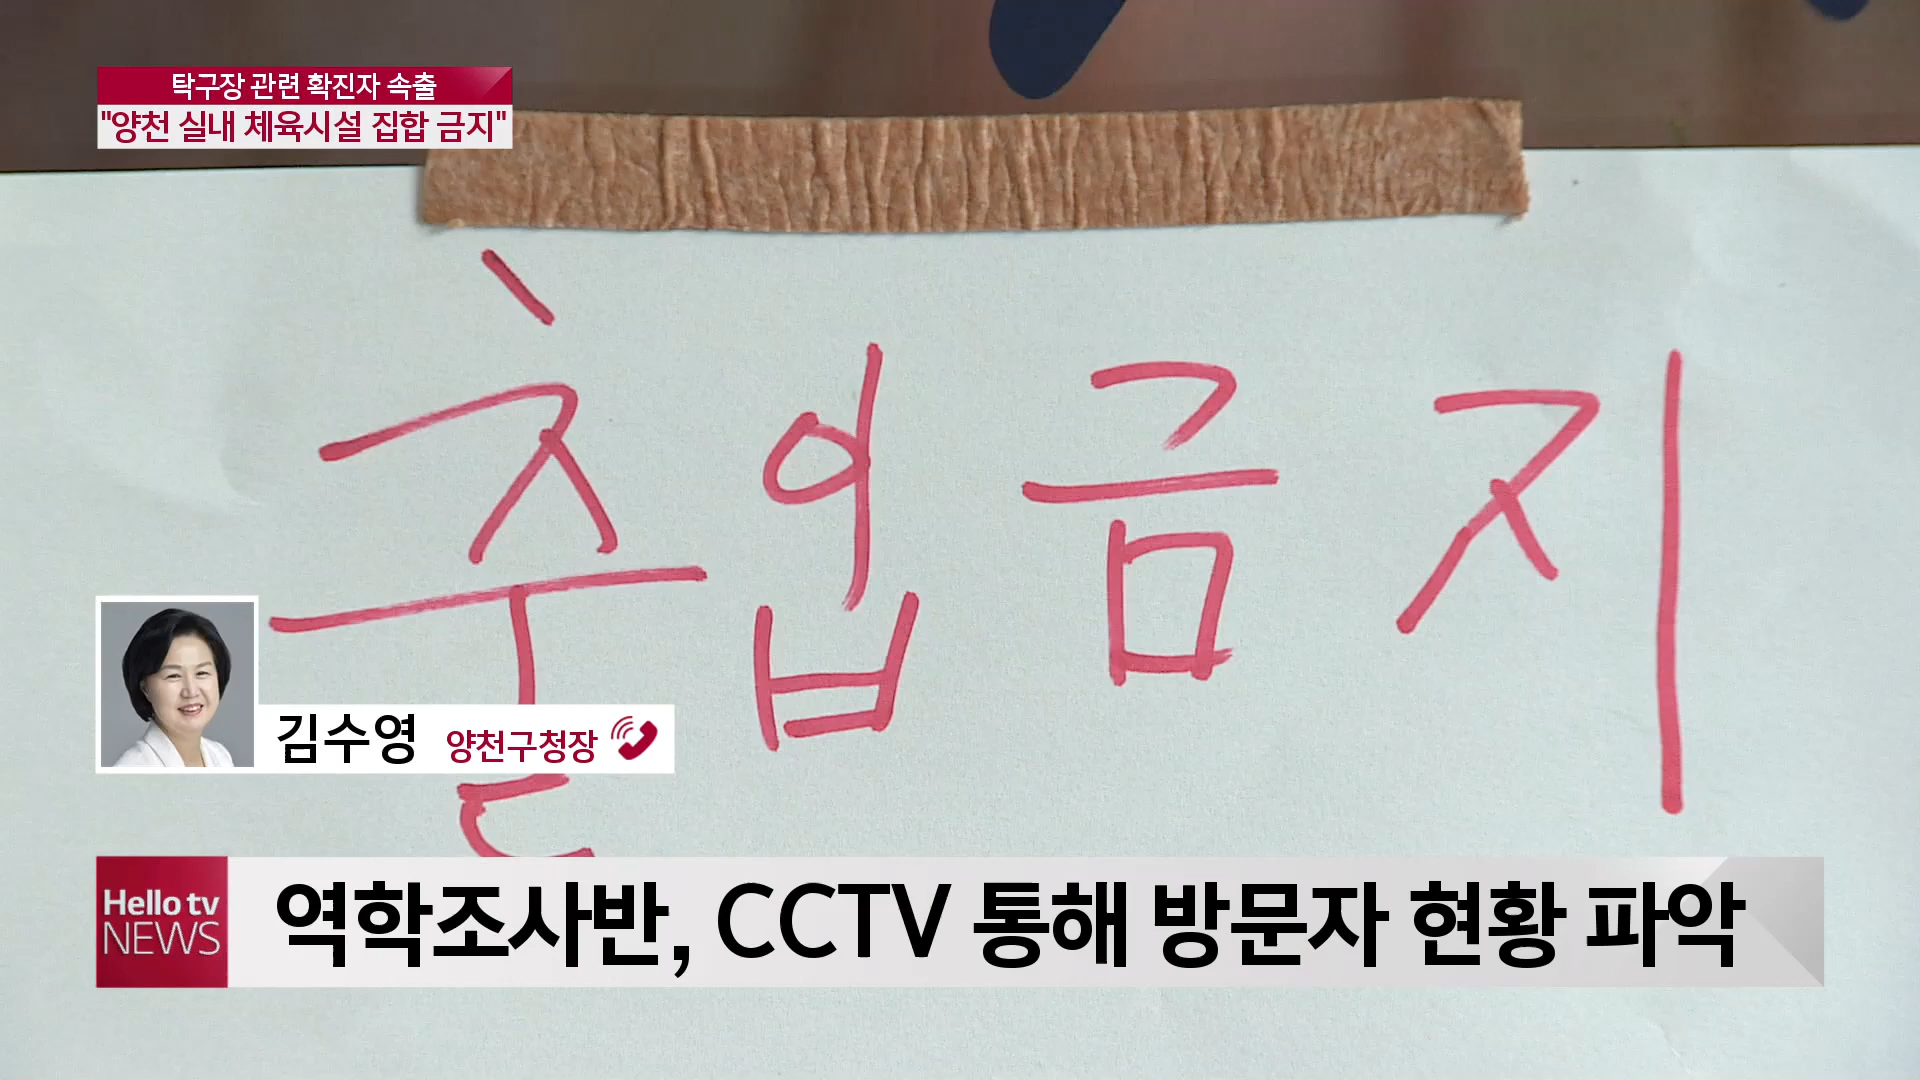 탁구장 관련 확진자 속출
"양천 실내 체육시설 집합 금지"
출입금지
김수영 양천구청장
Hello tv
NEWS
역학조사반, CCTV 통해 방문자 현황 파악